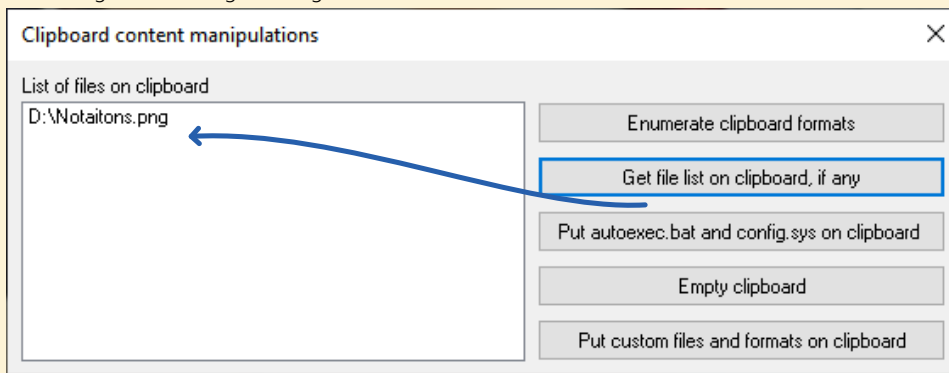 Clipboard content manipulations
List of files on clipboard
D:\Notaitons.png
Enumerate clipboard formats
Get file list on clipboard, if any
Put autoexec.bat and config.sys on clipboard
Empty clipboard
Put custom files and formats on clipboard